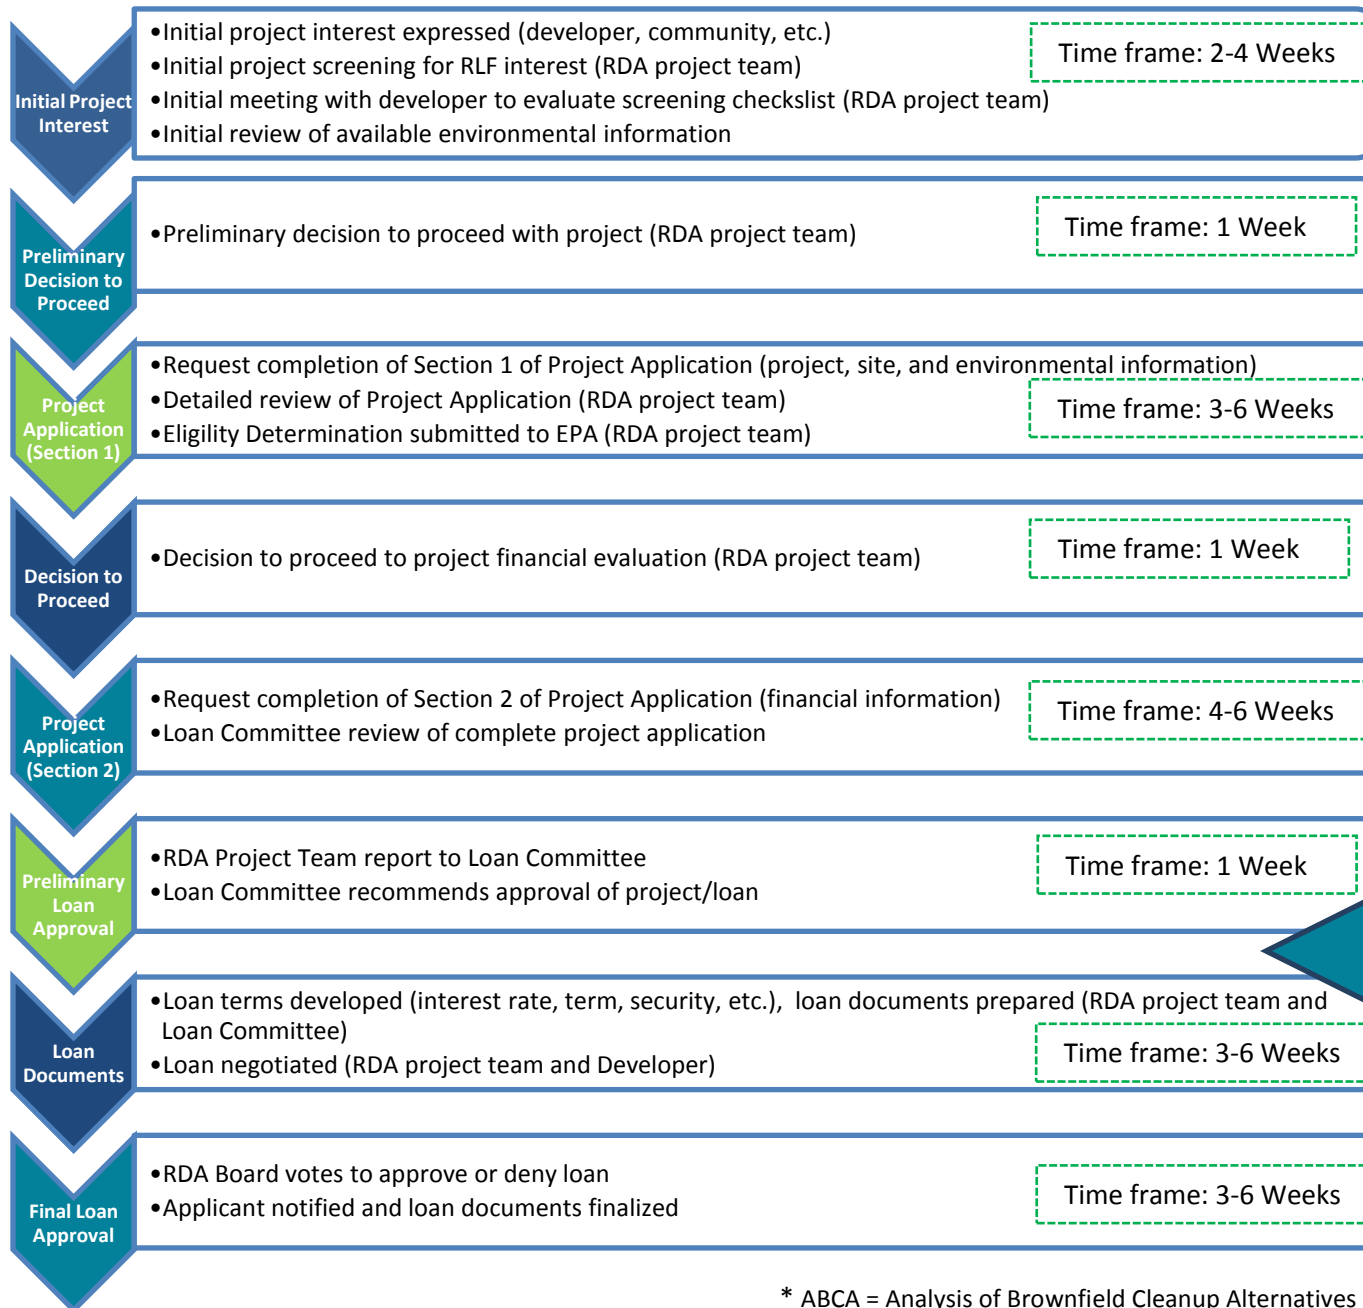 Initial Project
Interest
•Initial project interest expressed (developer, community, etc.)
•Initial project screening for RLF interest (RDA project team)
•Initial meeting with developer to evaluate screening checkslist (RDA project team)
•Initial review of available environmental information
Time frame: 2-4 Weeks
Preliminary
Decision to
Proceed
•Preliminary decision to proceed with project (RDA project team)
Time frame: 1 Week
Project
Application
(Section 1)
•Request completion of Section 1 of Project Application (project, site, and environmental information)
•Detailed review of Project Application (RDA project team)
•Eligility Determination submitted to EPA (RDA project team)
Time frame: 3-6 Weeks
Decision to
Proceed
•Decision to proceed to project financial evaluation (RDA project team)
Time frame: 1 Week
Project
Application
(Section 2)
•Request completion of Section 2 of Project Application (financial information)
•Loan Committee review of complete project application
Time frame: 4-6 Weeks
Preliminary
Loan
Approval
•RDA Project Team report to Loan Committee
•Loan Committee recommends approval of project/loan
Time frame: 1 Week
Loan
Documents
•Loan terms developed (interest rate, term, security, etc.), loan documents prepared (RDA project team and
Loan Committee)
•Loan negotiated (RDA project team and Developer)
Time frame: 3-6 Weeks
Final Loan
Approval
•RDA Board votes to approve or deny loan
•Applicant notified and loan documents finalized
Time frame: 3-6 Weeks
* ABCA = Analysis of Brownfield Cleanup Alternatives